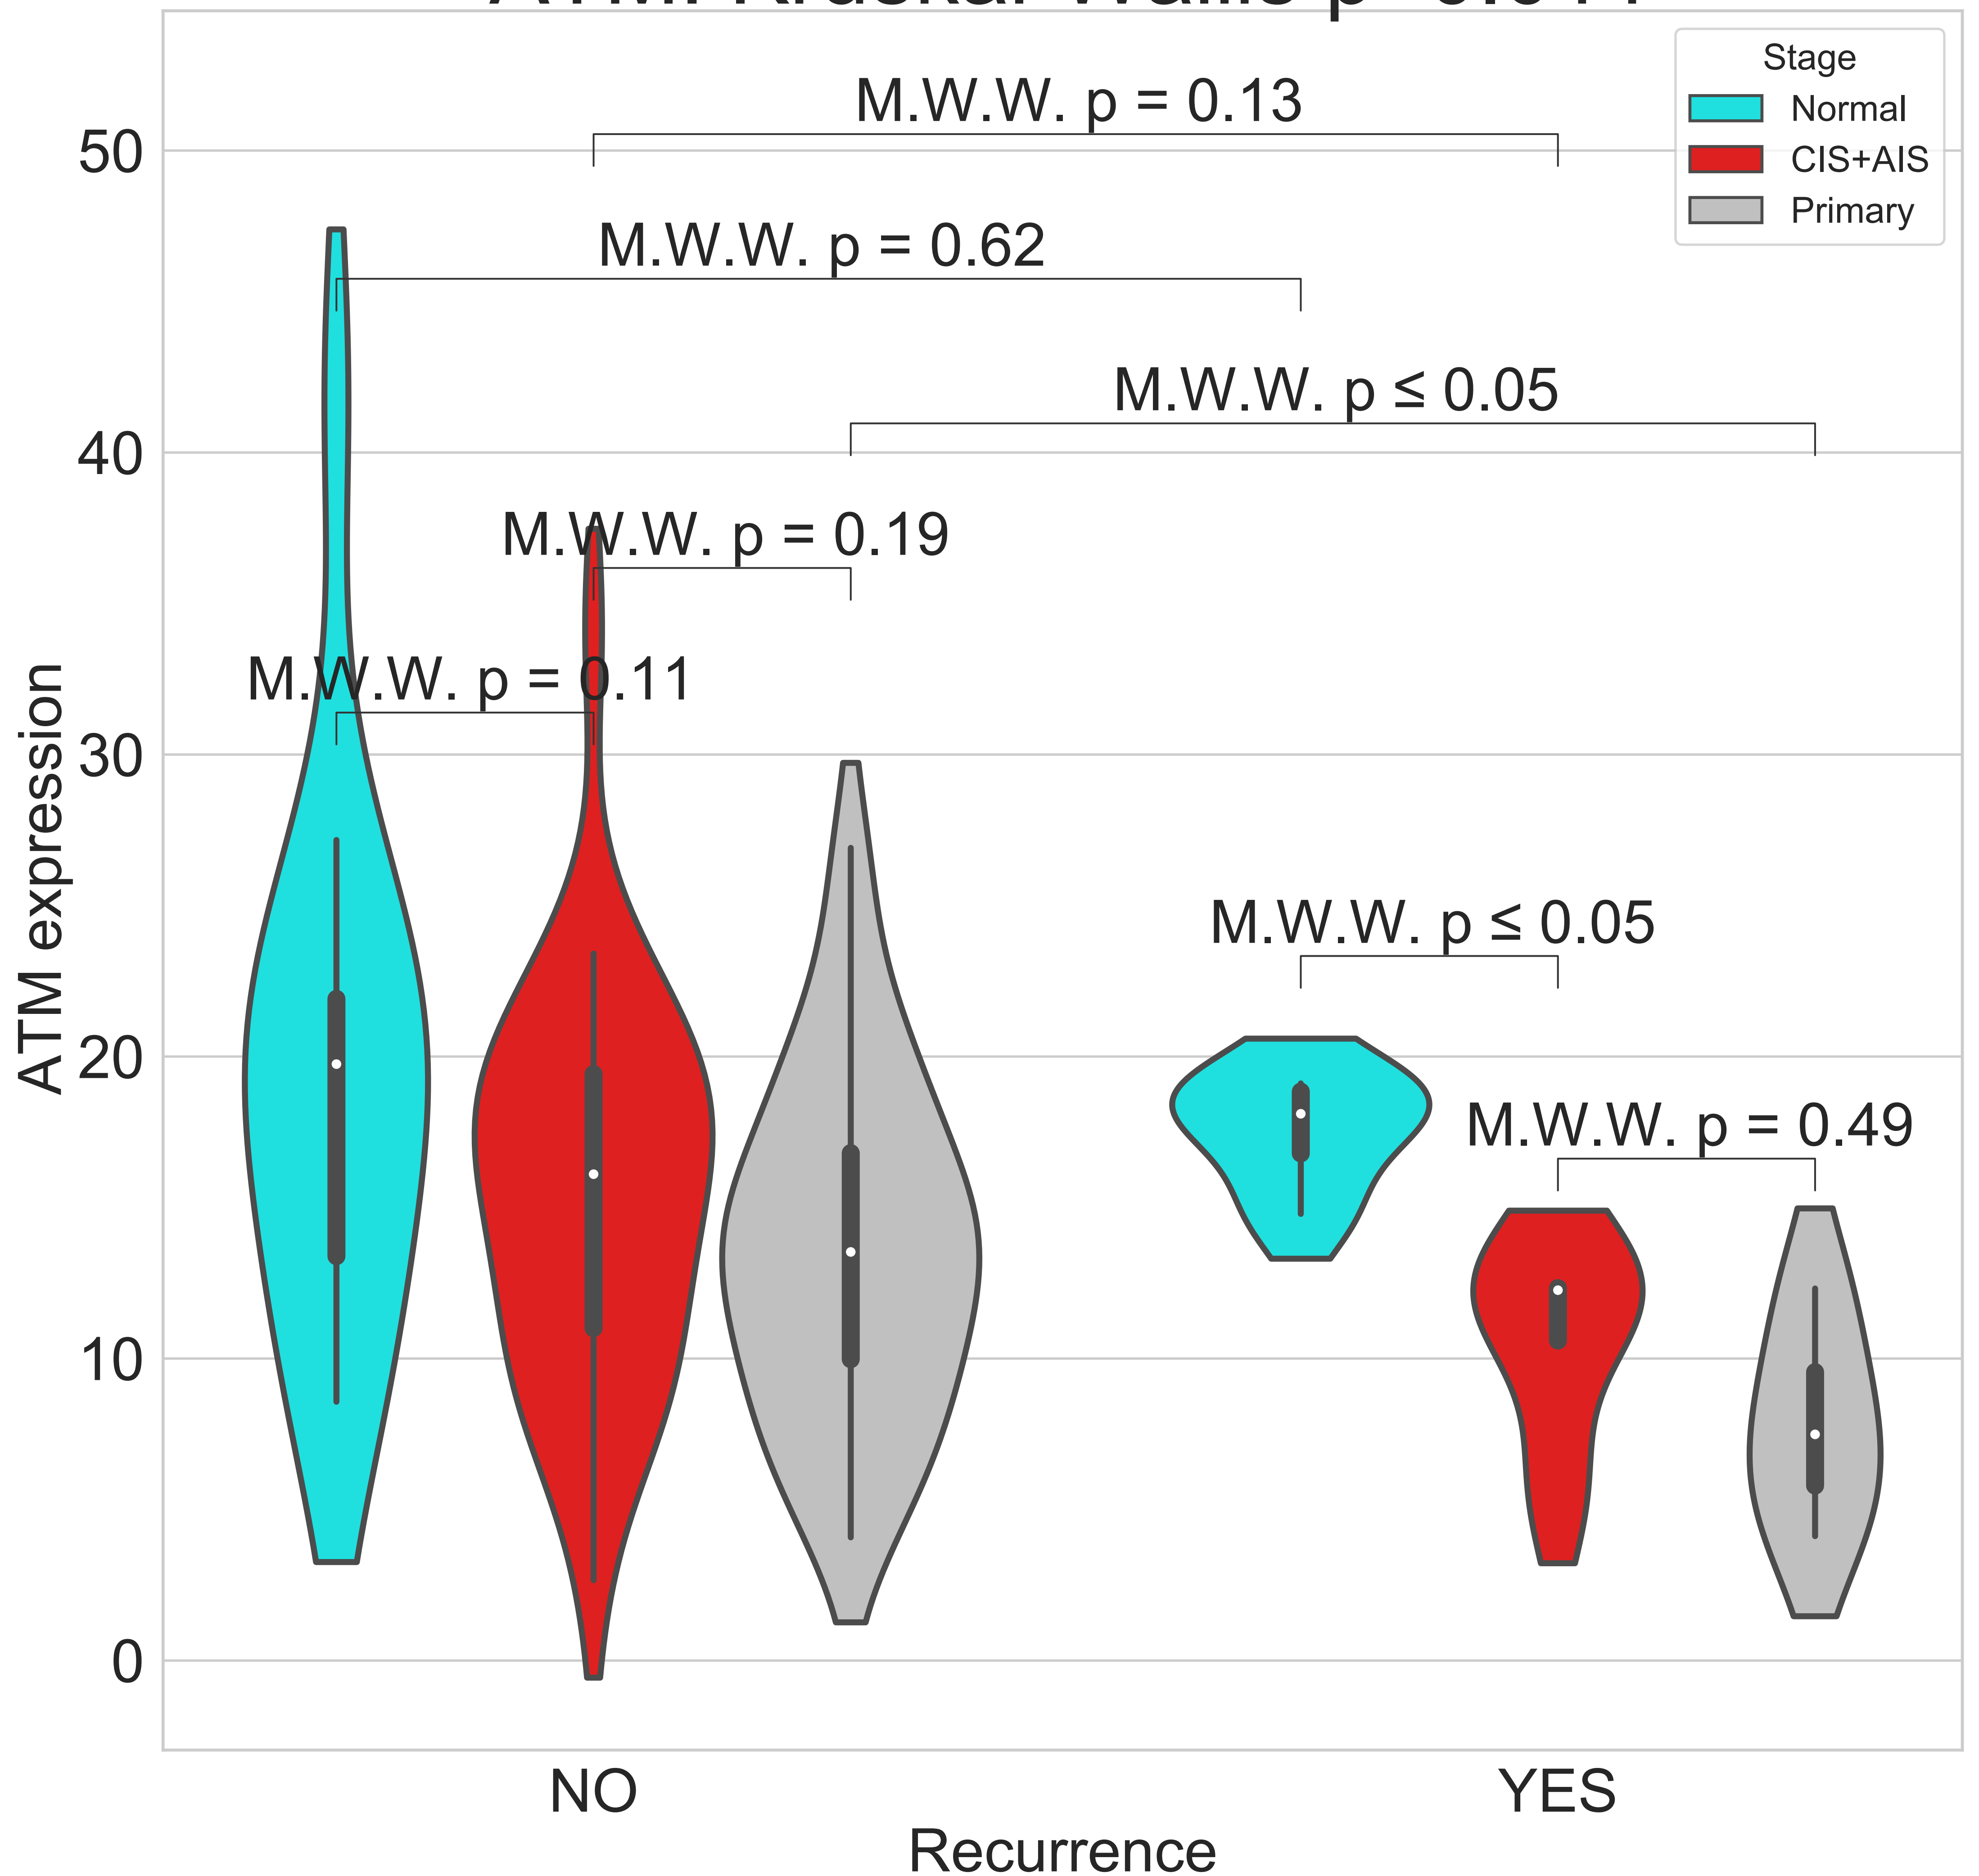 M.W.W. p = 0.13
M.W.W. p = 0.62
M.W.W. p ≤ 0.05
M.W.W. p = 0.19
M.W.W. p = 0.11
M.W.W. p ≤ 0.05
M.W.W. p = 0.49
Stage
Normal
CIS+AIS
Primary
ATM expression
50
40
30
20
10
0
NO
YES
Recurrence